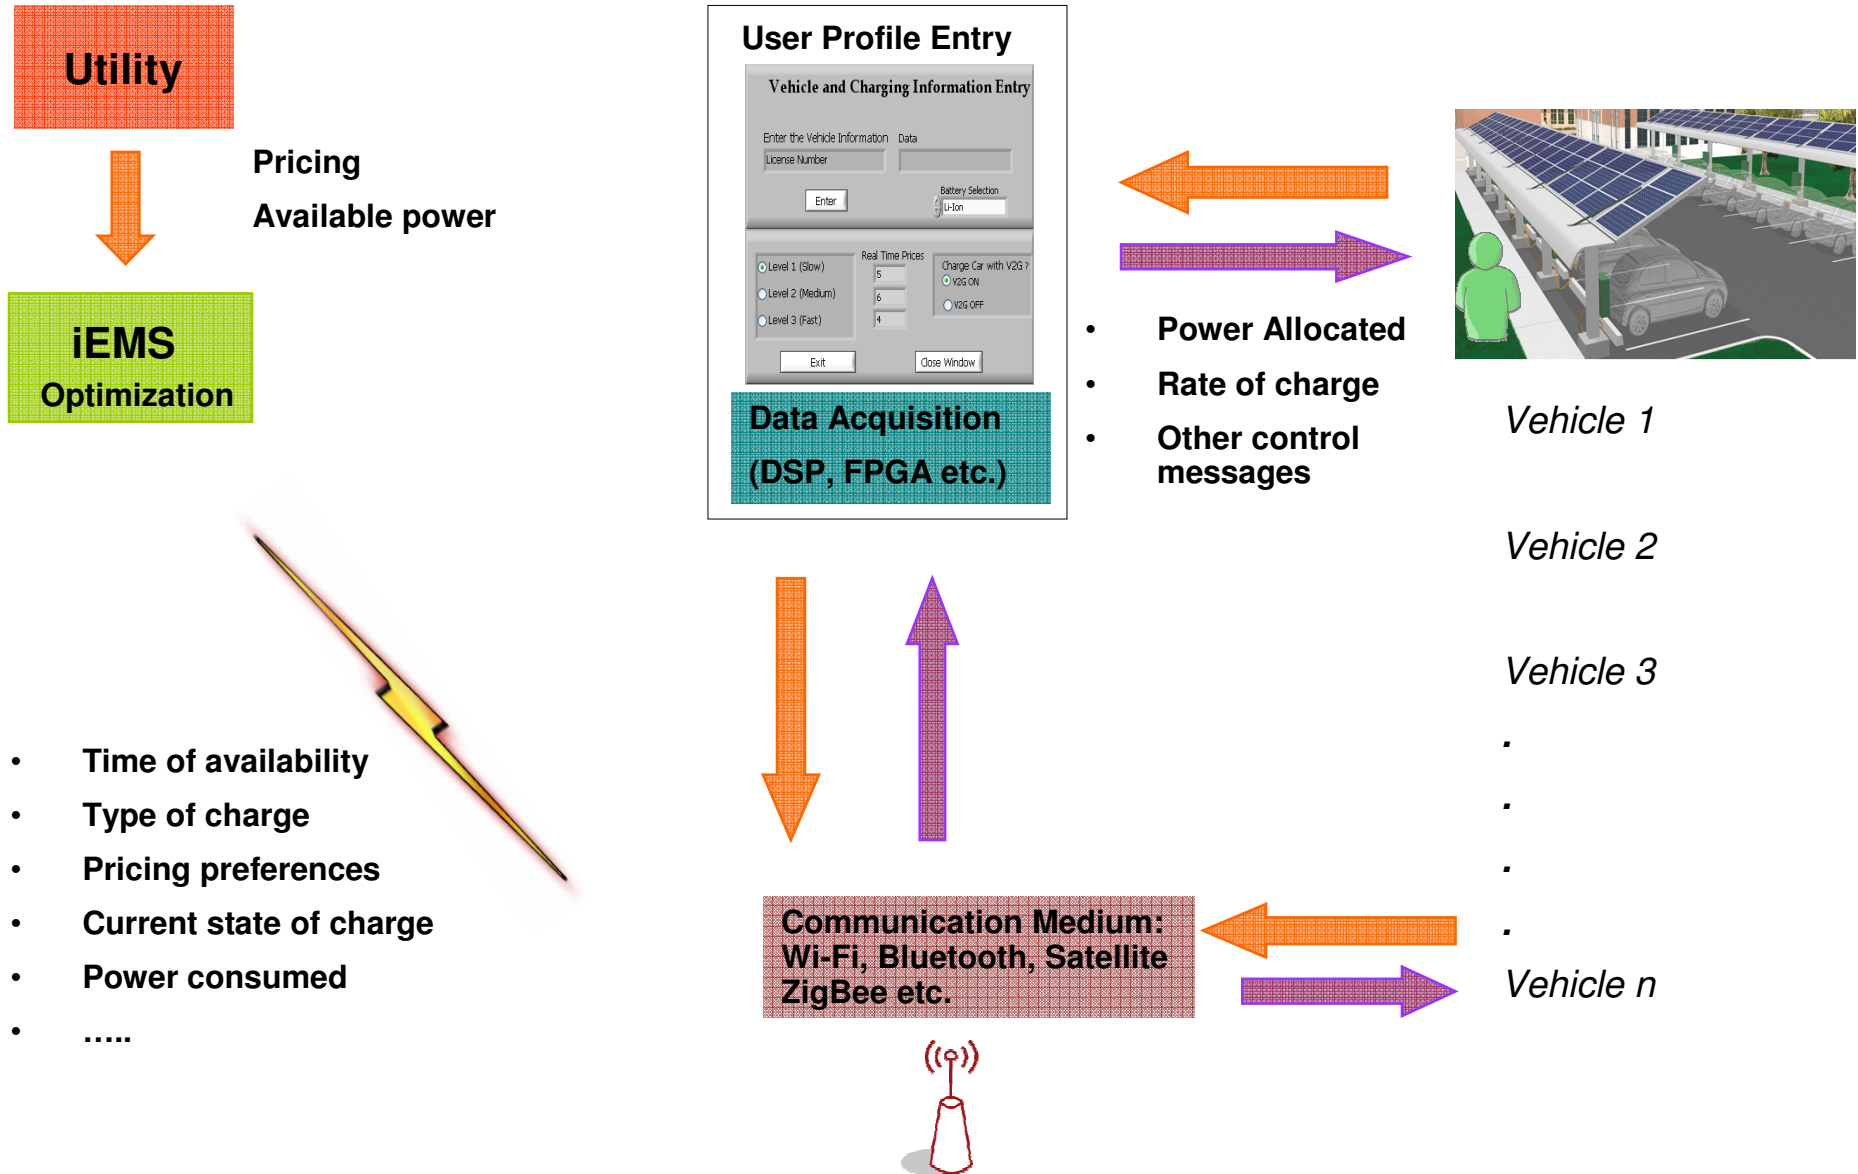 Utility
Pricing
Available power
iEMS
Optimization
• Time of availability
• Type of charge
• Pricing preferences
• Current state of charge
• Power consumed
• .....
User Profile Entry
Vehicle and Charging Information Entry
Enter the Vehicle Information Data
License Number
Enter
Battery Selection
Li-Ion
Level 1 (Slow)
Level 2 (Medium)
Level 3 (Fast)
Real Time Prices
5
6
4
Charge Car with V2G ?
V2G ON
V2G OFF
Exit
Close Window
Data Acquisition
(DSP, FPGA etc.)
• Power Allocated
• Rate of charge
• Other control
messages
Communication Medium:
Wi-Fi, Bluetooth, Satellite
ZigBee etc.
Vehicle 1
Vehicle 2
Vehicle 3
.
.
.
.
Vehicle n